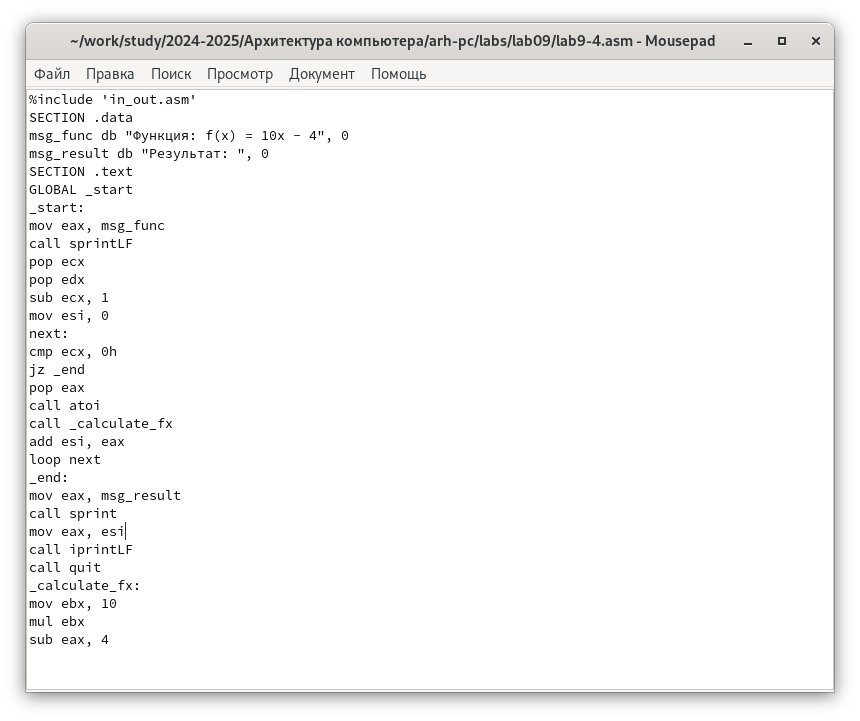 ~/work/study/2024-2025/Архитектура компьютера/arh-pc/labs/lab09/lab9-4.asm - Mousepad
Файл Правка Поиск Просмотр Документ Помощь
%include 'in_out.asm'
SECTION .data
msg_func db "Функция: f(x) = 10x - 4", 0
msg_result db "Результат: ", 0
SECTION .text
GLOBAL _start
_start:
mov eax, msg_func
call sprintLF
pop ecx
pop edx
sub ecx, 1
mov esi, 0
next:
cmp ecx, 0h
jz _end
pop eax
call atoi
call _calculate_fx
add esi, eax
loop next
_end:
mov eax, msg_result
call sprint
mov eax, esi
call iprintLF
call quit
_calculate_fx:
mov ebx, 10
mul ebx
sub eax, 4